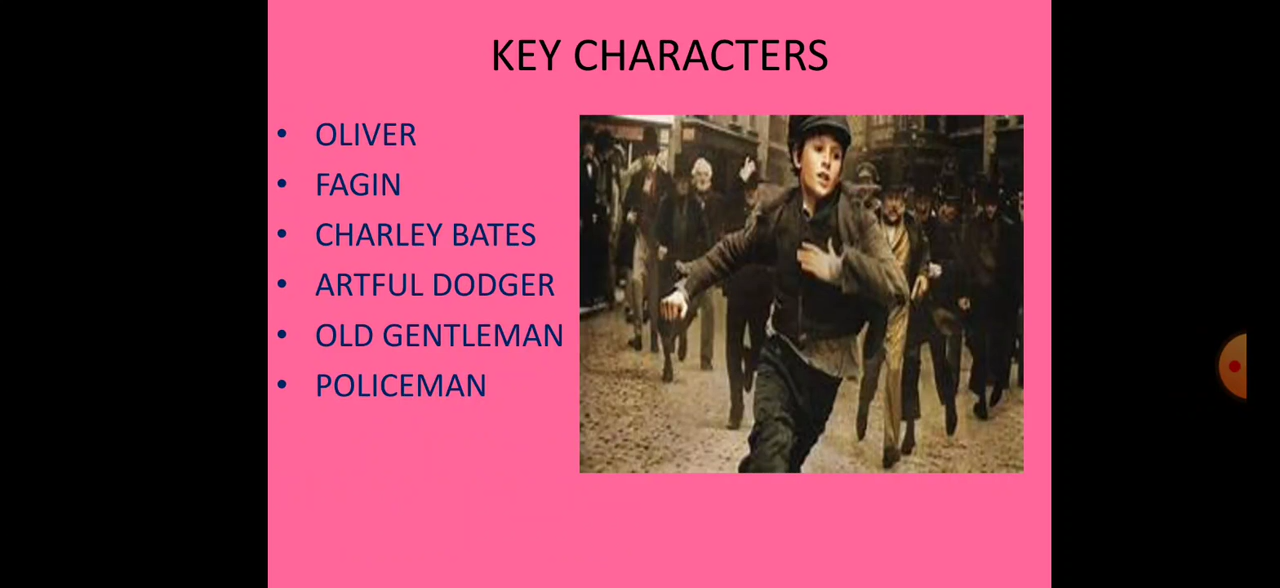 KEY CHARACTERS
• OLIVER
• FAGIN
• CHARLEY BATES
• ARTFUL DODGER
• OLD GENTLEMAN
• POLICEMAN